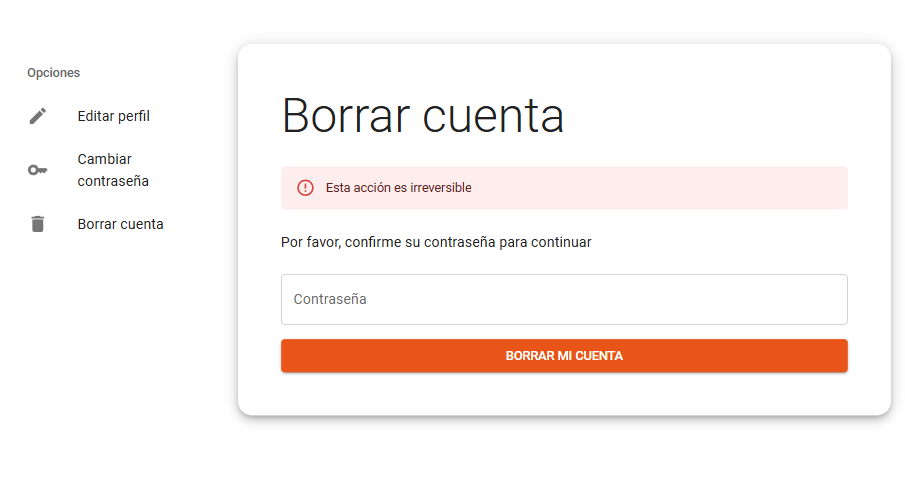 Opciones
Editar perfil
Cambiar
contraseña
Borrar cuenta
Borrar cuenta
Esta acción es irreversible
Por favor, confirme su contraseña para continuar
Contraseña
BORRAR MI CUENTA